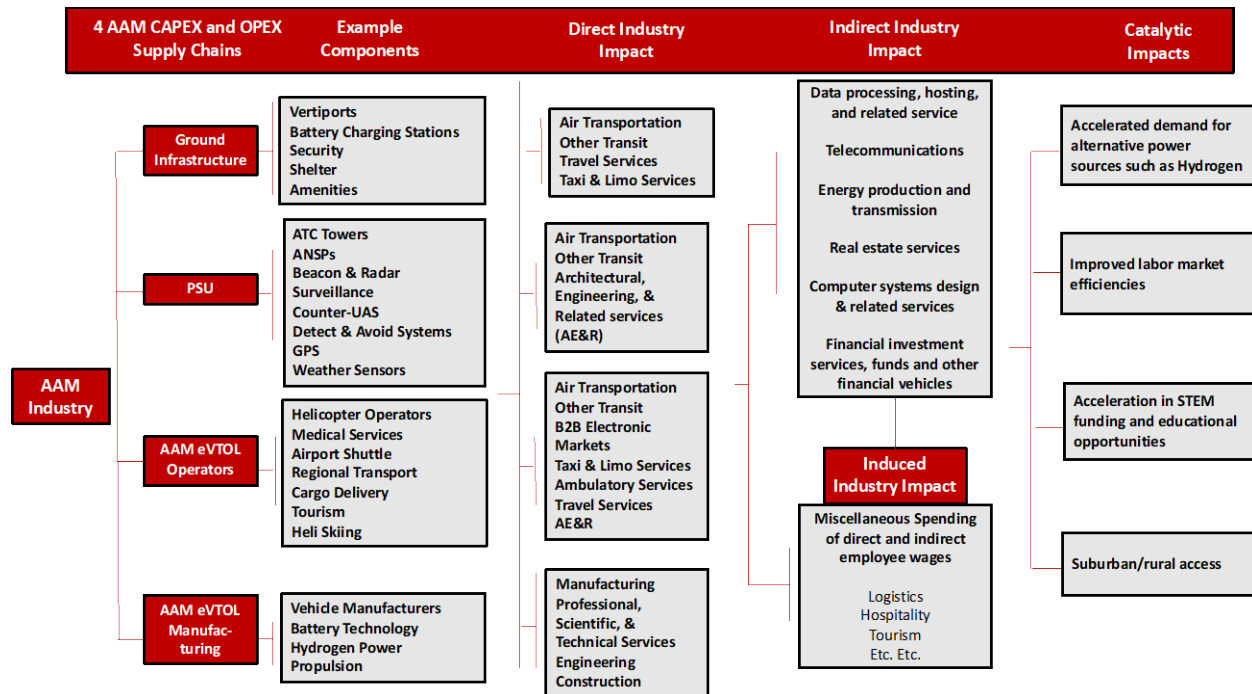 4 AAM CAPEX and OPEX
Supply Chains
Example
Components
Direct Industry
Impact
Indirect Industry
Impact
Catalytic
Impacts
AAM
Industry
Ground
Infrastructure
Vertiports
Battery Charging Stations
Security
Shelter
Amenities
Air Transportation
Other Transit
Travel Services
Taxi & Limo Services
PSU
ATC Towers
ANSPs
Beacon & Radar
Surveillance
Counter-UAS
Detect & Avoid Systems
GPS
Weather Sensors
Air Transportation
Other Transit
Architectural,
Engineering, &
Related services
(AE&R)
AAM eVTOL
Operators
Helicopter Operators
Medical Services
Airport Shuttle
Regional Transport
Cargo Delivery
Tourism
Heli Skiing
Air Transportation
Other Transit
B2B Electronic
Markets
Taxi & Limo Services
Ambulatory Services
Travel Services
AE&R
AAM eVTOL
Manufac-
turing
Vehicle Manufacturers
Battery Technology
Hydrogen Power
Propulsion
Manufacturing
Professional,
Scientific, &
Technical Services
Engineering
Construction
Data processing, hosting,
and related service
Telecommunications
Energy production and
transmission
Real estate services
Computer systems design
& related services
Financial investment
services, funds and other
financial vehicles
Induced
Industry Impact
Miscellaneous Spending
of direct and indirect
employee wages
Logistics
Hospitality
Tourism
Etc. Etc.
Accelerated demand for
alternative power
sources such as Hydrogen
Improved labor market
efficiencies
Acceleration in STEM
funding and educational
opportunities
Suburban/rural access